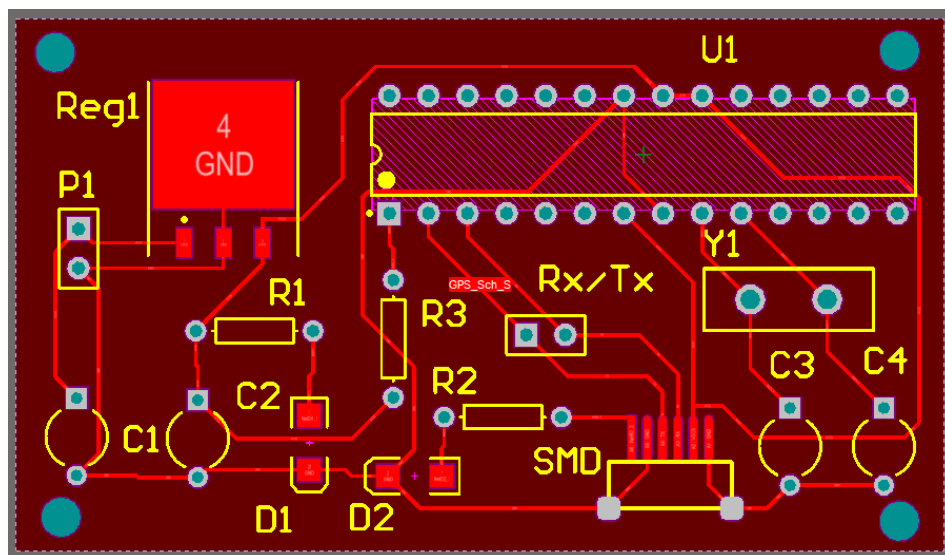 U1
Reg1
4
GND
P1
Y1
GPS_Sch_S
Rx/Tx
R1
R3
R2
C3
C4
C2
C1
SMD
D1
D2